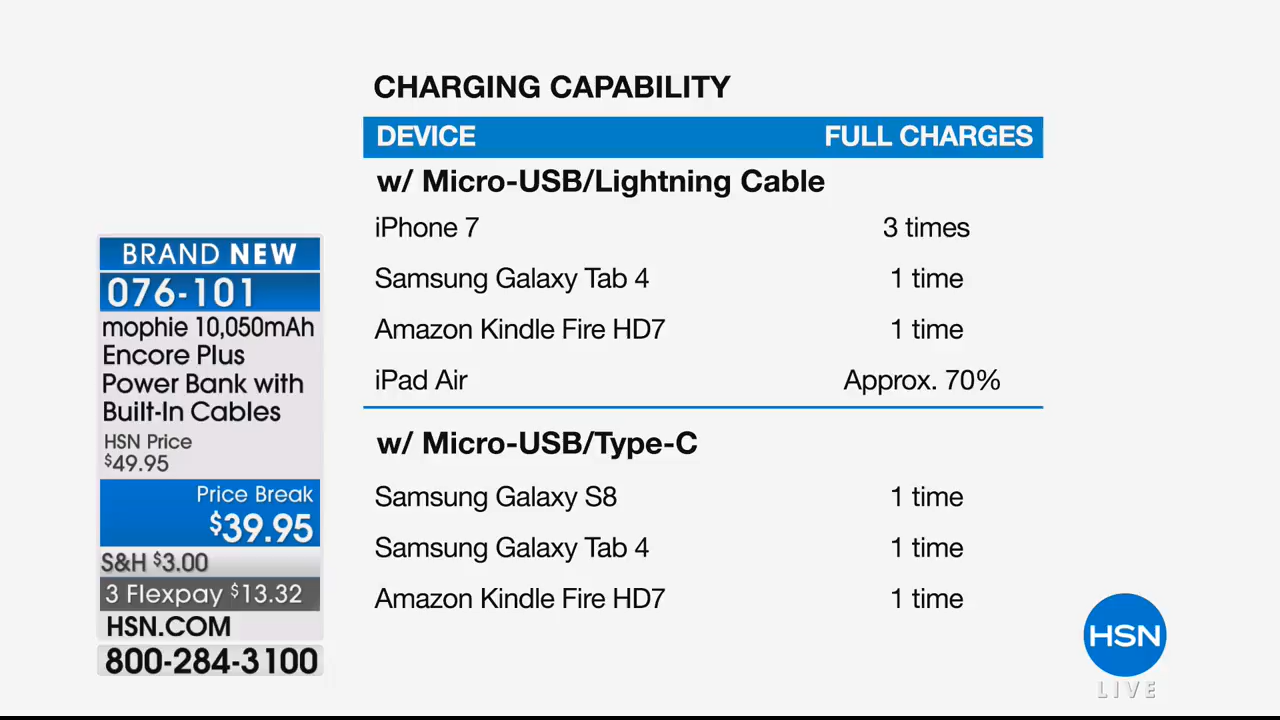 CHARGING CAPABILITY
DEVICE FULL CHARGES
w/ Micro-USB/Lightning Cable
iPhone 7 3 times
Samsung Galaxy Tab 4 1 time
Amazon Kindle Fire HD7 1 time
iPad Air Approx. 70%
w/ Micro-USB/Type-C
Samsung Galaxy S8 1 time
Samsung Galaxy Tab 4 1 time
Amazon Kindle Fire HD7 1 time
BRAND NEW
076-101
mophie 10,050mAh
Encore Plus
Power Bank with
Built-In Cables
HSN Price
$49.95
Price Break
$39.95
S&H $3.00
3 Flexpay $13.32
HSN.COM
800-284-3100
HSN
LIVE